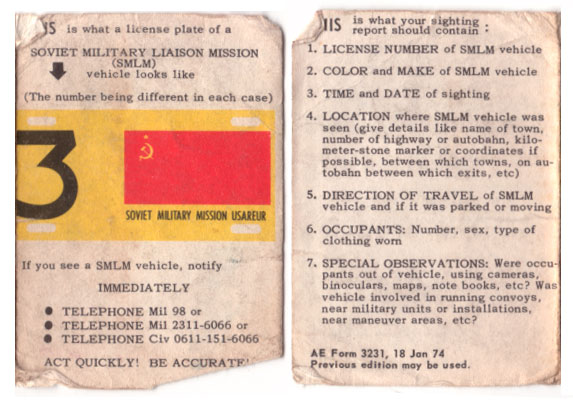 IS is what a license plate of a
SOVIET MILITARY LIAISON MISSION
(SMLM)
vehicle looks like
(The number being different in each case)
3
SOVIET MILITARY MISSION USAREUR
If you see a SMLM vehicle, notify
IMMEDIATELY
● TELEPHONE Mil 98 or
● TELEPHONE Mil 2311-6066 or
● TELEPHONE Civ 0611-151-6066
ACT QUICKLY! BE ACCURATE!
IIS is what your sighting
report should contain :
1. LICENSE NUMBER of SMLM vehicle
2. COLOR and MAKE of SMLM vehicle
3. TIME and DATE of sighting
4. LOCATION where SMLM vehicle was
seen (give details like name of town,
number of highway or autobahn, kilo-
meter-stone marker or coordinates if
possible, between which towns, on au-
tobahn between which exits, etc)
5. DIRECTION OF TRAVEL of SMLM
vehicle and if it was parked or moving
6. OCCUPANTS: Number, sex, type of
clothing worn
7. SPECIAL OBSERVATIONS: Were occu-
pants out of vehicle, using cameras,
binoculars, maps, note books, etc? Was
vehicle involved in running convoys,
near military units or installations,
near maneuver areas, etc?
AE Form 3231, 18 Jan 74
Previous edition may be used.